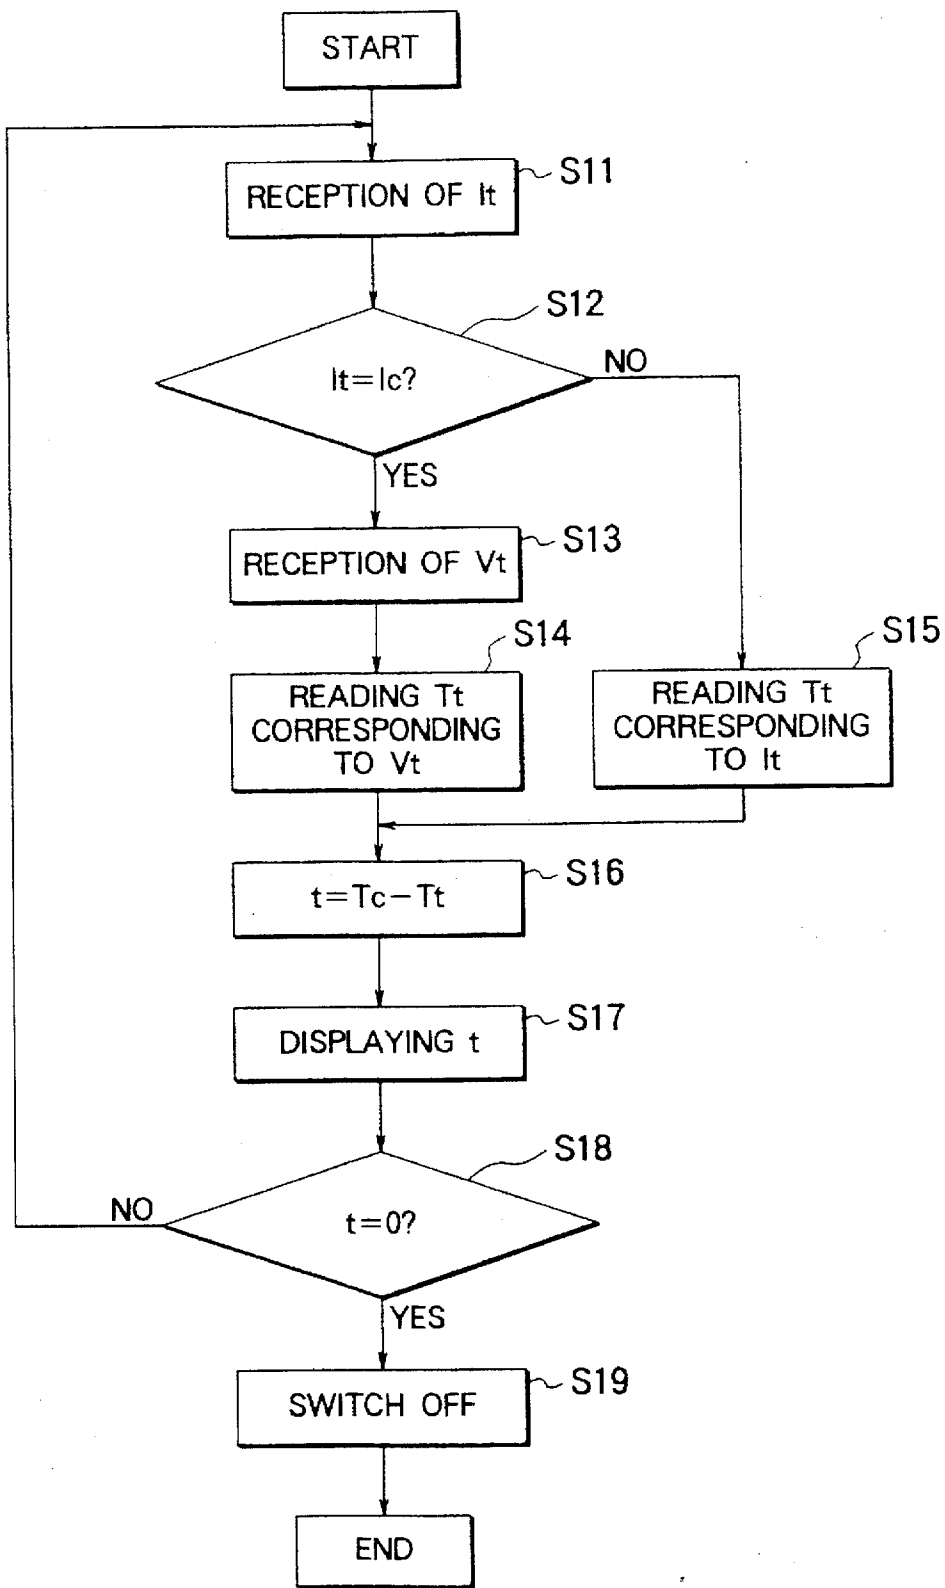 START
S11
RECEPTION OF It
S12
It=Ic?
NO
YES
S13
RECEPTION OF Vt
S14
READING Tt
CORRESPONDING
TO Vt
S15
READING Tt
CORRESPONDING
TO It
S16
t=Tc-Tt
S17
DISPLAYING t
S18
t=0?
NO
YES
S19
SWITCH OFF
END